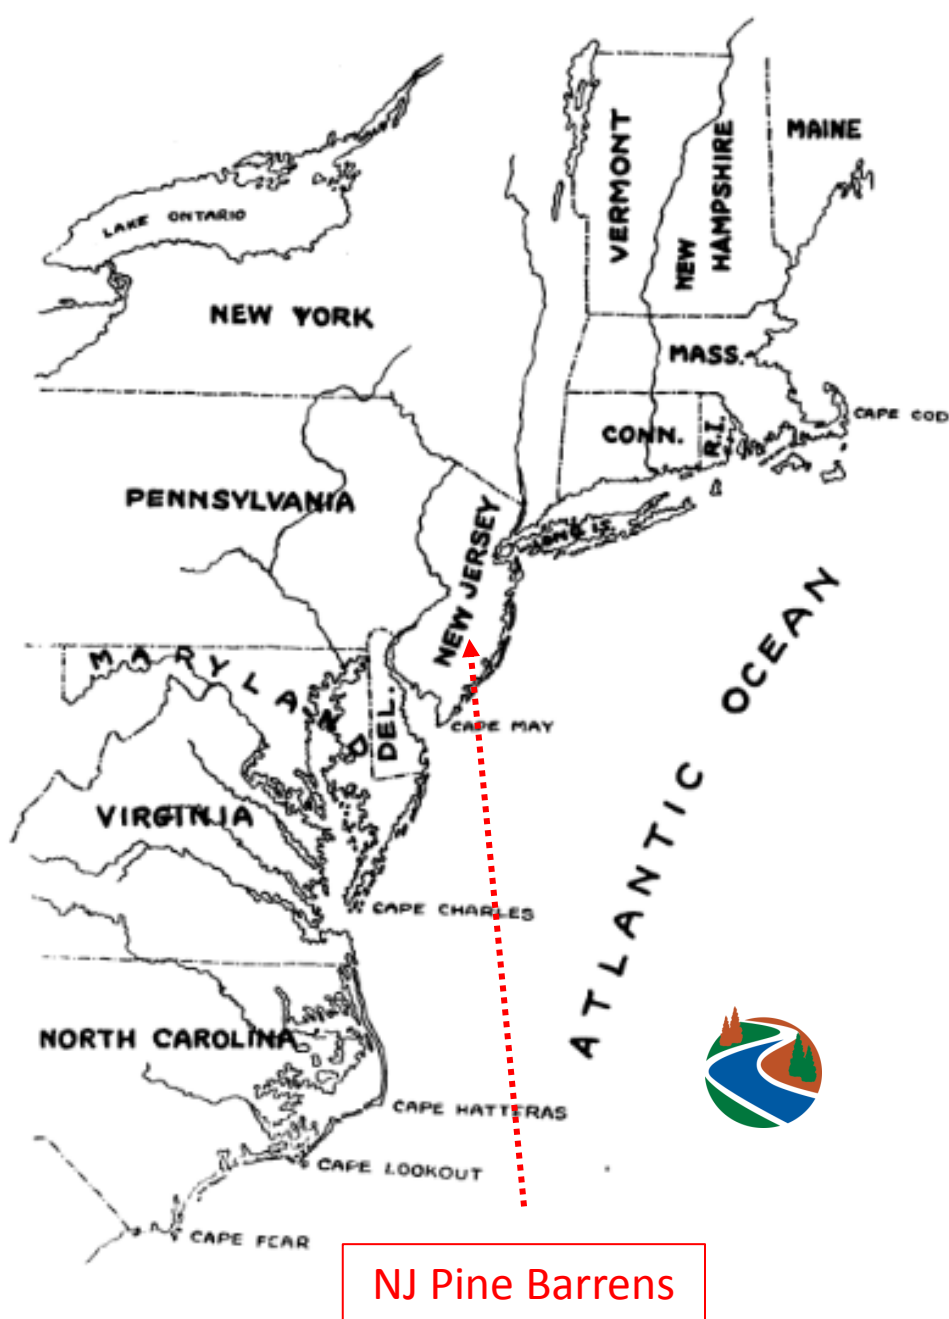 VERMONT
NEW HAMPSHIRE
MAINE
LAKE ONTARIO
NEW YORK
MASS.
CAPE COD
CONN.
R.I.
PENNSYLVANIA
NEW JERSEY
LONG IS.
MARYLAND
DEL.
CAPE MAY
ATLANTIC OCEAN
VIRGINIA
CAPE CHARLES
NORTH CAROLINA
CAPE HATTERAS
CAPE LOOKOUT
CAPE FEAR
NJ Pine Barrens